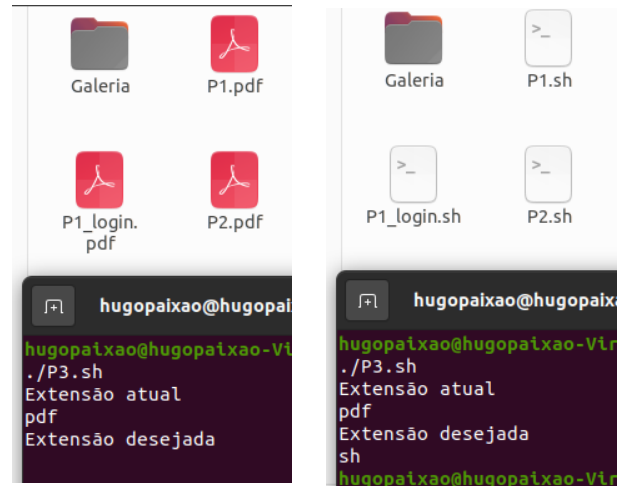 Galeria
P1.pdf
P1_login.
pdf
P2.pdf
hugopaixao@hugopai
hugopaixao@hugopaixao-Vi
./P3.sh
Extensão atual
pdf
Extensão desejada
Galeria
P1.sh
P1_login.sh
P2.sh
hugopaixao@hugopaix
hugopaixao@hugopaixao-Vir
./P3.sh
Extensão atual
pdf
Extensão desejada
sh
hugopaixao@hugopaixao-Vir